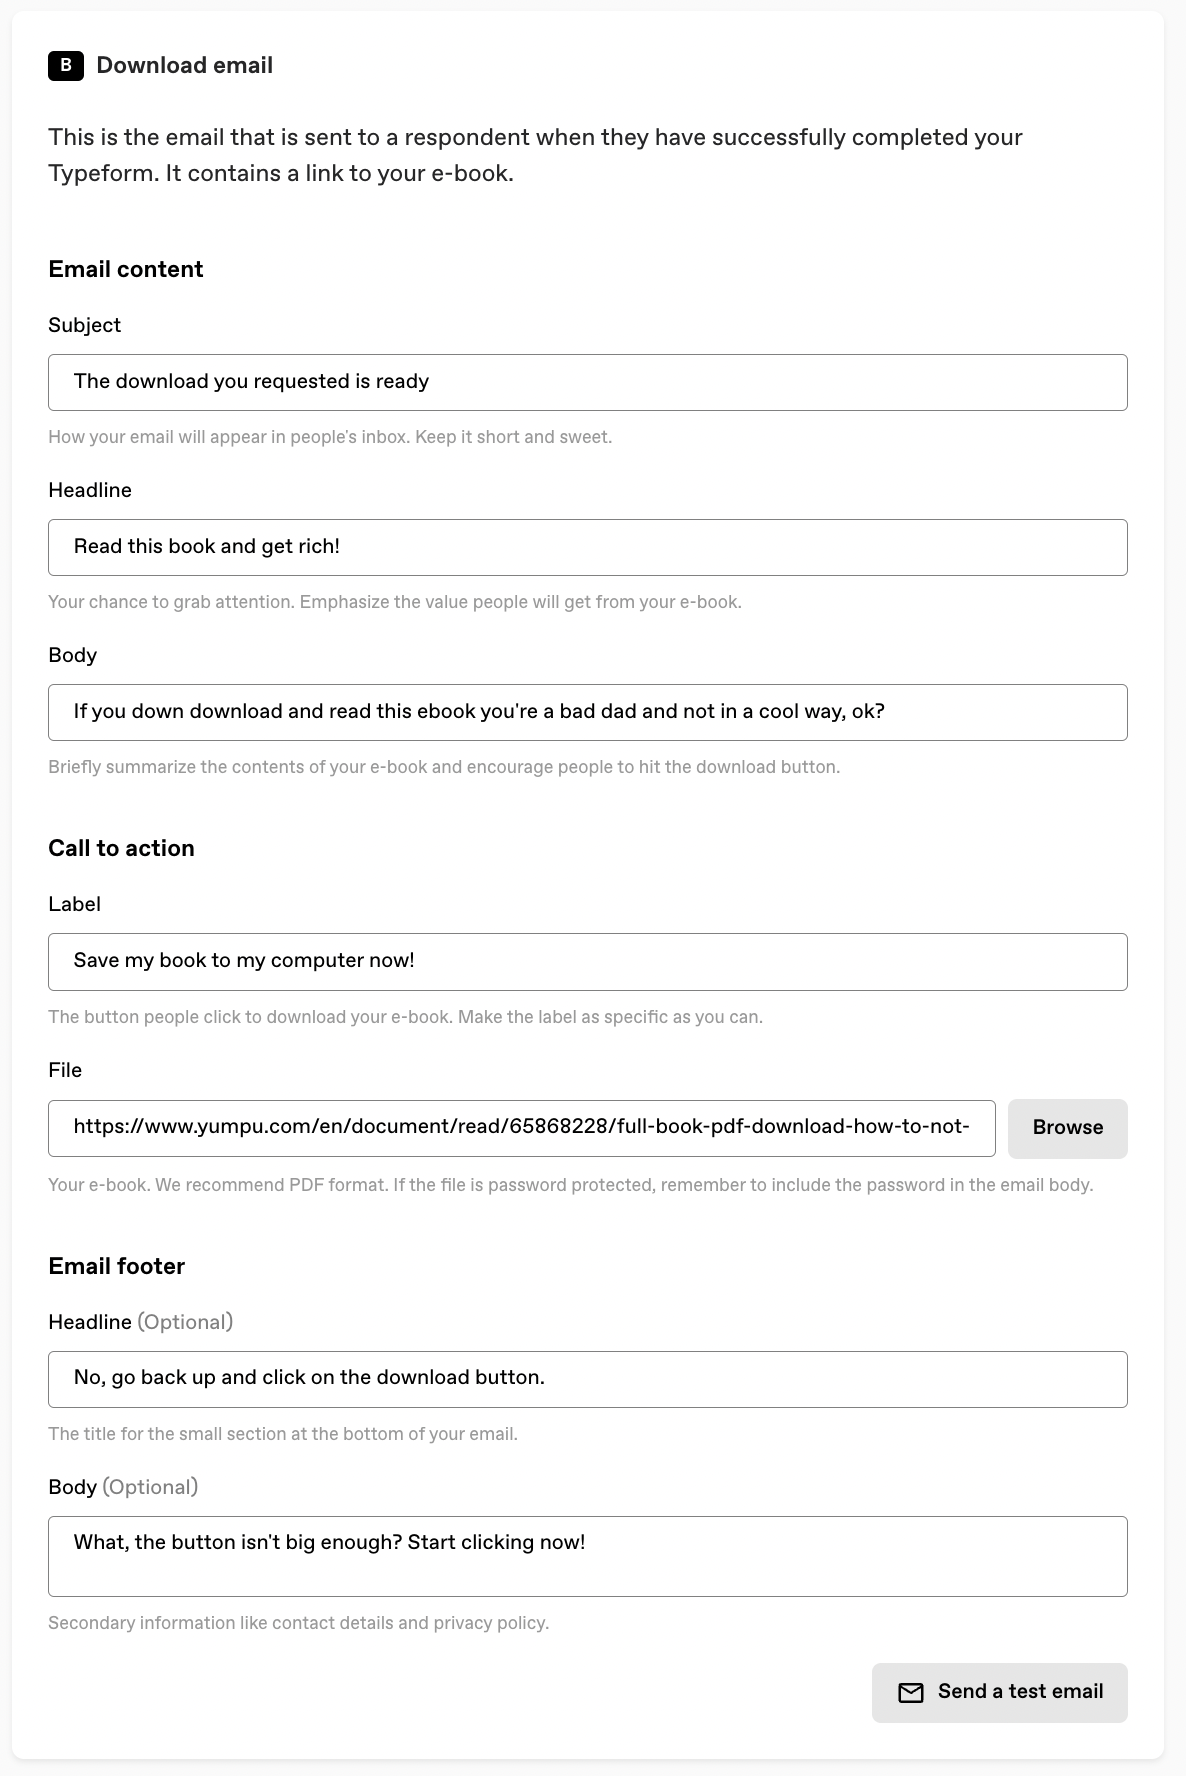 B Download email
This is the email that is sent to a respondent when they have successfully completed your
Typeform. It contains a link to your e-book.
Email content
Subject
The download you requested is ready
How your email will appear in people's inbox. Keep it short and sweet.
Headline
Read this book and get rich!
Your chance to grab attention. Emphasize the value people will get from your e-book.
Body
If you down download and read this ebook you're a bad dad and not in a cool way, ok?
Briefly summarize the contents of your e-book and encourage people to hit the download button.
Call to action
Label
Save my book to my computer now!
The button people click to download your e-book. Make the label as specific as you can.
File
https://www.yumpu.com/en/document/read/65868228/full-book-pdf-download-how-to-not-
Browse
Your e-book. We recommend PDF format. If the file is password protected, remember to include the password in the email body.
Email footer
Headline (Optional)
No, go back up and click on the download button.
The title for the small section at the bottom of your email.
Body (Optional)
What, the button isn't big enough? Start clicking now!
Secondary information like contact details and privacy policy.
Send a test email